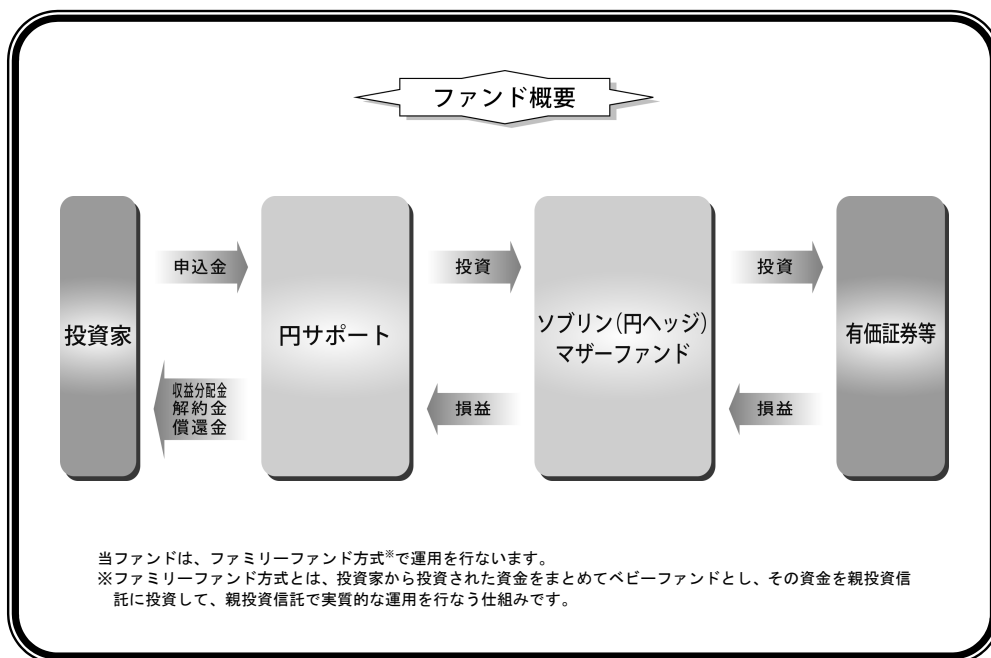 ファンド概要
投資家
申込金
収益分配金
解約金
償還金
円サポート
投資
損益
ソブリン（円ヘッジ）
マザーファンド
投資
損益
有価証券等
当ファンドは、ファミリーファンド方式※で運用を行ないます。
※ファミリーファンド方式とは、投資家から投資された資金をまとめてベビーファンドとし、その資金を親投資信
託に投資して、親投資信託で実質的な運用を行なう仕組みです。